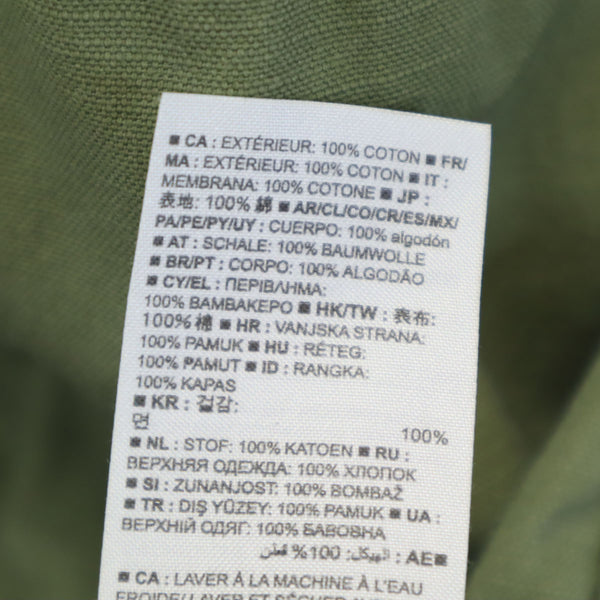 ■ CA : EXTÉRIEUR: 100% COTON ■ FR/
MA : EXTÉRIEUR: 100% COTON ■ IT :
MEMBRANA: 100% COTONE ■ JP :
表地: 100% 綿 ■ AR/CL/CO/CR/ES/MX/
PA/PE/PY/UY : CUERPO: 100% algodón
■ AT : SCHALE: 100% BAUMWOLLE
■ BR/PT : CORPO: 100% ALGODÃO
■ CY/EL : ΠΕΡΙΒΛΗΜΑ:
100% ΒΑΜΒΑΚΕΡΟ ■ HK/TW : 表布:
100% 棉 ■ HR : VANJSKA STRANA:
100% PAMUK ■ HU : RÉTEG:
100% PAMUT ■ ID : RANGKA:
100% KAPAS
■ KR : 겉감:
면 100%
■ NL : STOF: 100% KATOEN ■ RU :
ВЕРХНЯЯ ОДЕЖДА: 100% ХЛОПОК
■ SI : ZUNANJOST: 100% BOMBAŽ
■ TR : DIŞ YÜZEY: 100% PAMUK ■ UA :
ВЕРХНІЙ ОДЯГ: 100% БАВОВНА
■ AE : الهيكل: 100% قطن
■ CA : LAVER À LA MACHINE À L'EAU
FROIDE/ LAVER ET SÉCHER AVEC